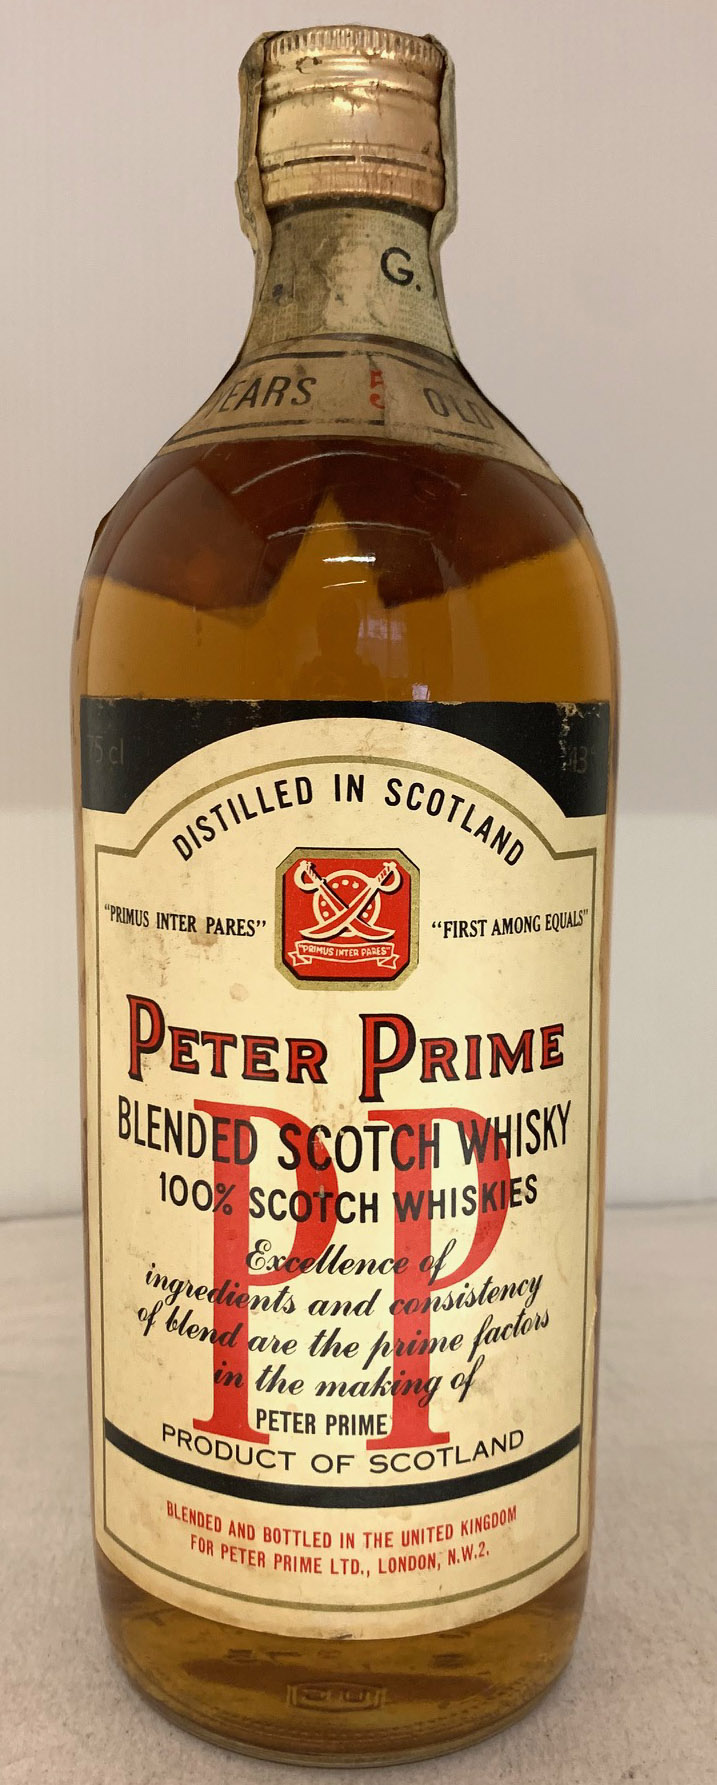 G.
YEARS 5 OLD
75 cl
43°
DISTILLED IN SCOTLAND
"PRIMUS INTER PARES"
"PRIMUS INTER PARES"
"FIRST AMONG EQUALS"
PETER PRIME
PP
BLENDED SCOTCH WHISKY
100% SCOTCH WHISKIES
Excellence of
ingredients and consistency
of blend are the prime factors
in the making of
PETER PRIME
PRODUCT OF SCOTLAND
BLENDED AND BOTTLED IN THE UNITED KINGDOM
FOR PETER PRIME LTD., LONDON, N.W.2.